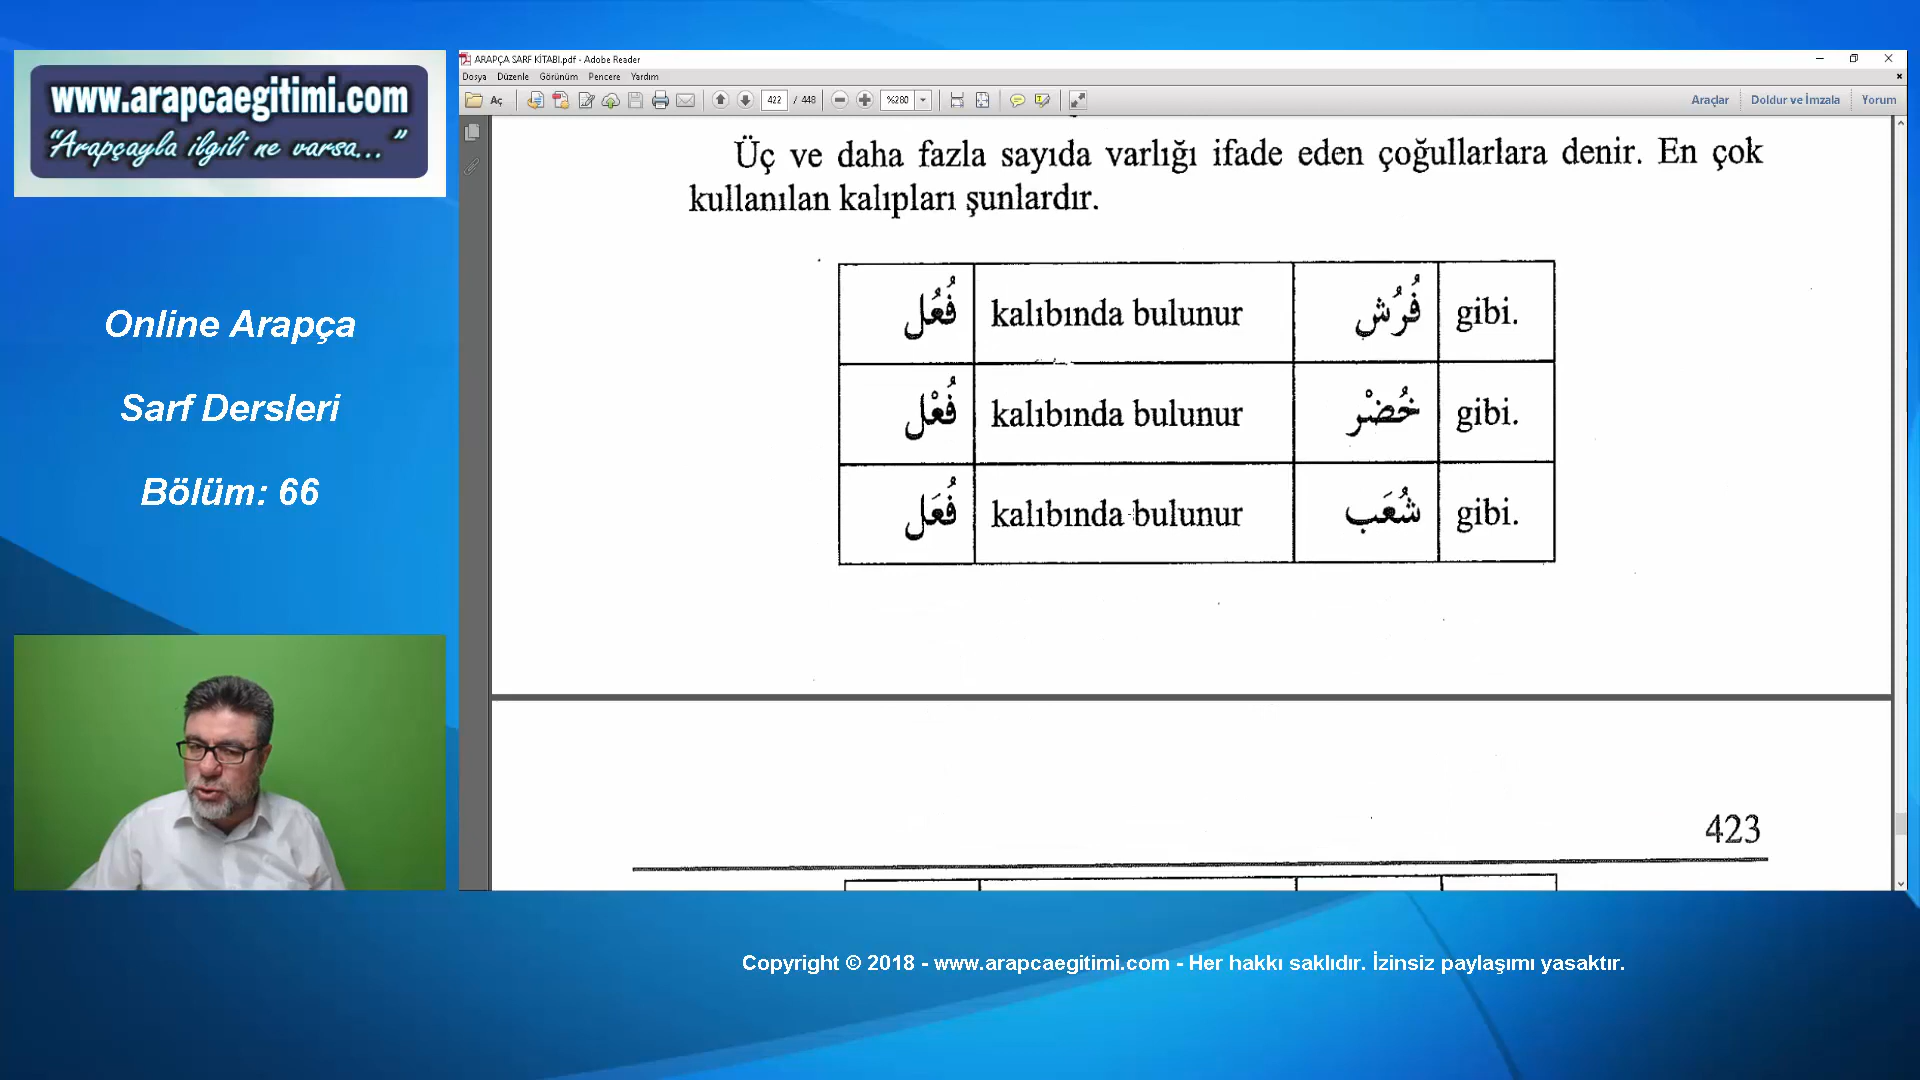 www.arapcaegitimi.com
“Arapçayla ilgili ne varsa...”
Online Arapça
Sarf Dersleri
Bölüm: 66
ARAPÇA SARF KİTABI.pdf - Adobe Reader
Dosya Düzenle Görünüm Pencere Yardım
Aç 422 / 448 %280 Araçlar Doldur ve İmzala Yorum
Üç ve daha fazla sayıda varlığı ifade eden çoğullarlara denir. En çok
kullanılan kalıpları şunlardır.
فُعُل kalıbında bulunur فُرُش gibi.
فُعْل kalıbında bulunur خُضْر gibi.
فُعَل kalıbında bulunur شُعَب gibi.
423
Copyright © 2018 - www.arapcaegitimi.com - Her hakkı saklıdır. İzinsiz paylaşımı yasaktır.